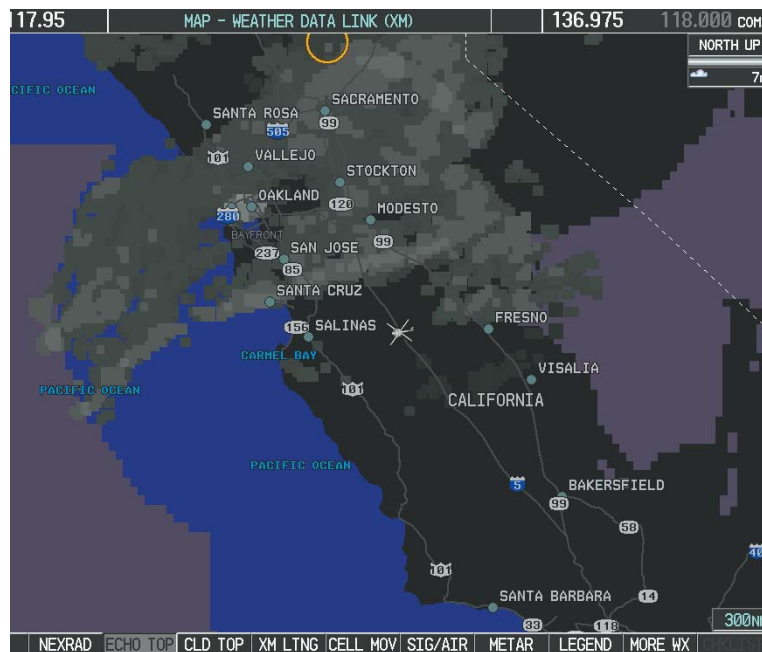 117.95 MAP – WEATHER DATA LINK (XM) 136.975 118.000 COM
NORTH UP
CIFIC OCEAN
SACRAMENTO
SANTA ROSA
99
505
101
VALLEJO
STOCKTON
OAKLAND
120
MODESTO
280
BAYFRONT
99
237
SAN JOSE
85
SANTA CRUZ
156
SALINAS
FRESNO
CARMEL BAY
VISALIA
PACIFIC OCEAN
101
CALIFORNIA
PACIFIC OCEAN
5
BAKERSFIELD
99
58
40
101
14
SANTA BARBARA
33
118
300N
NEXRAD ECHO TOP CLD TOP XM LTNG CELL MOV SIG/AIR METAR LEGEND MORE WX